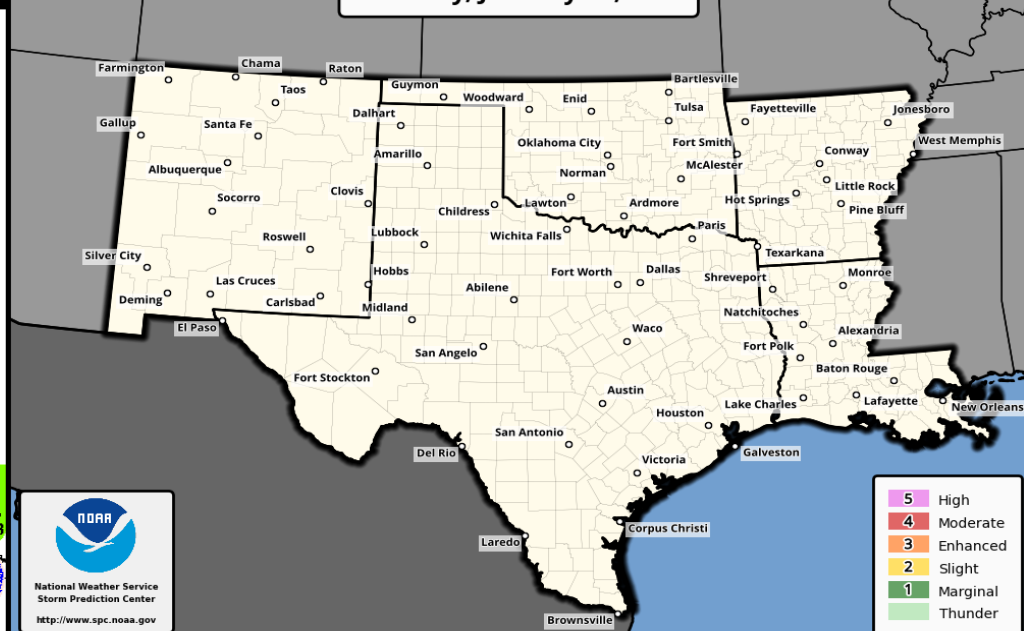 Farmington
Chama
Raton
Taos
Guymon
Woodward
Enid
Bartlesville
Tulsa
Fayetteville
Jonesboro
Gallup
Santa Fe
Dalhart
Oklahoma City
Fort Smith
West Memphis
Albuquerque
Amarillo
Norman
McAlester
Conway
Socorro
Clovis
Childress
Lawton
Ardmore
Hot Springs
Little Rock
Pine Bluff
Roswell
Lubbock
Wichita Falls
Paris
Texarkana
Silver City
Las Cruces
Hobbs
Fort Worth
Dallas
Shreveport
Monroe
Deming
Carlsbad
Midland
Abilene
Natchitoches
El Paso
Waco
Alexandria
San Angelo
Fort Polk
Fort Stockton
Baton Rouge
Austin
Houston
Lake Charles
Lafayette
New Orleans
San Antonio
Del Rio
Victoria
Galveston
Laredo
Corpus Christi
Brownsville
NOAA
National Weather Service
Storm Prediction Center
http://www.spc.noaa.gov
5 High
4 Moderate
3 Enhanced
2 Slight
1 Marginal
Thunder